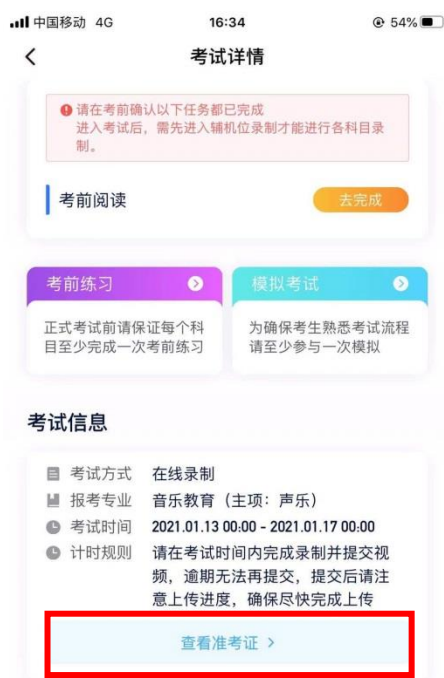 中国移动 4G 16:34 54%
考试详情
请在考前确认以下任务都已完成
进入考试后，需先进入辅机位录制才能进行各科目录
制。
考前阅读 去完成
考前练习 模拟考试
正式考试前请保证每个科
目至少完成一次考前练习
为确保考生熟悉考试流程
请至少参与一次模拟
考试信息
考试方式 在线录制
报考专业 音乐教育（主项：声乐）
考试时间 2021.01.13 00:00 - 2021.01.17 00:00
计时规则 请在考试时间内完成录制并提交视
频，逾期无法再提交，提交后请注
意上传进度，确保尽快完成上传
查看准考证 >